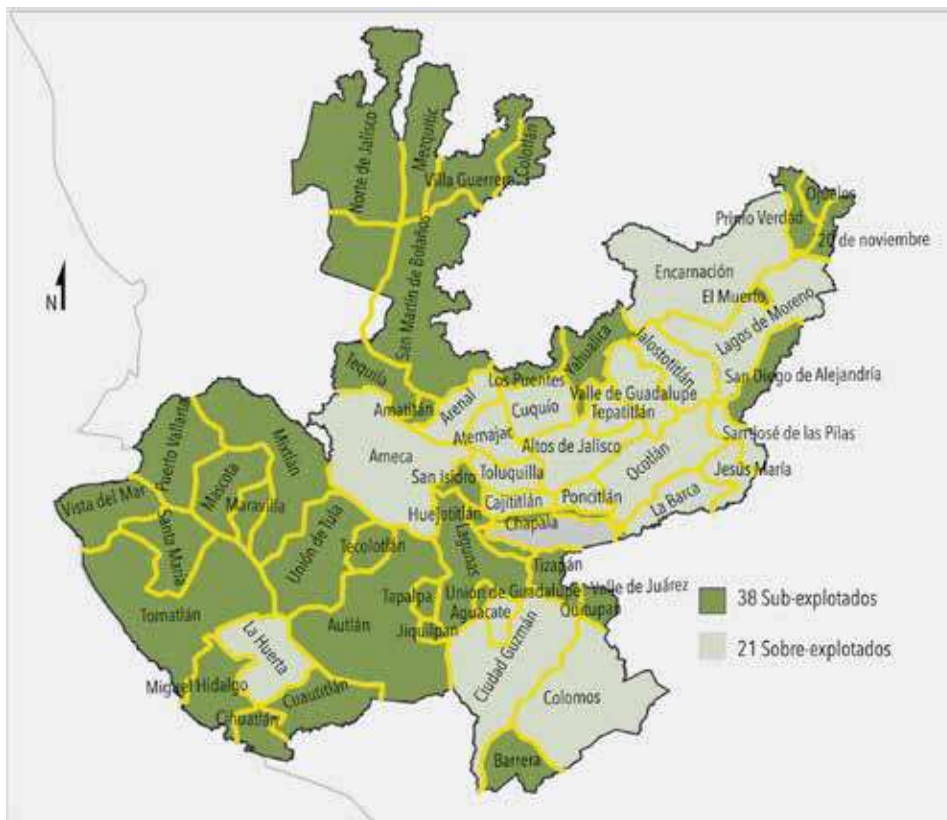 Norte de Jalisco
Mezquitic
Villa Guerrero
Colotlán
San Martín de Bolaños
Ojuelos
Primo Verdad
20 de noviembre
Encarnación
El Muerto
Lagos de Moreno
N
Yahualica
Jalostotitlán
Tequila
Los Puentes
San Diego de Alejandría
Amatitán
Arenal
Cuquío
Valle de Guadalupe
Tepatitlán
Atemajac
Altos de Jalisco
San José de las Pilas
Ameca
Ocotlán
Puerto Vallarta
Mixtlán
San Isidro
Toluquilla
Jesús María
Mascota
Maravilla
Cajititlán
Poncitlán
La Barca
Vista del Mar
Huejotitlán
Chapala
Santa María
Unión de Tula
Tecolotlán
Lagunas
Tizapán
Tomatlán
Tapalpa
Unión de Guadalupe
Valle de Juárez
Aguacate
Quitupan
38 Sub-explotados
Autlán
Jiquilpan
La Huerta
Ciudad Guzmán
21 Sobre-explotados
Miguel Hidalgo
Cuautitlán
Colomos
Cihuatlán
Barrera